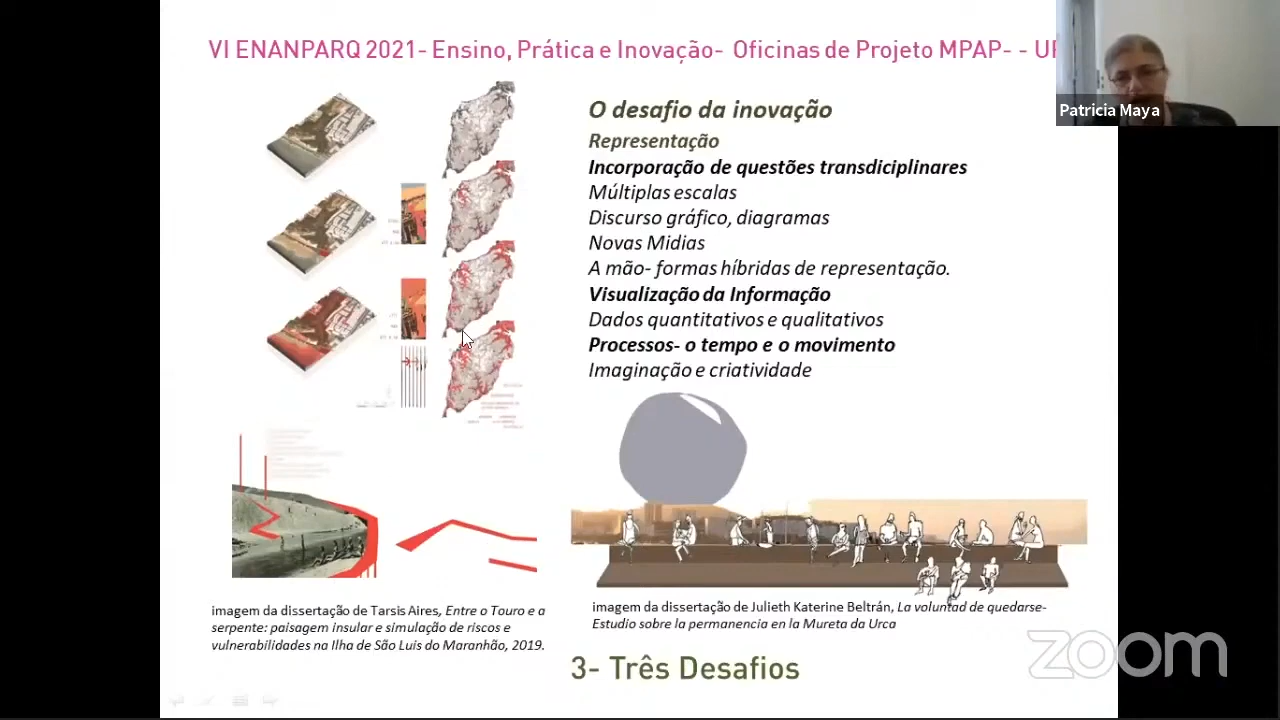 VI ENANPARQ 2021- Ensino, Prática e Inovação- Oficinas de Projeto MPAP- - UF
Patricia Maya
O desafio da inovação
Representação
Incorporação de questões transdiciplinares
Múltiplas escalas
Discurso gráfico, diagramas
Novas Midias
A mão- formas híbridas de representação.
Visualização da Informação
Dados quantitativos e qualitativos
Processos- o tempo e o movimento
Imaginação e criatividade
imagem da dissertação de Tarsis Aires, Entre o Touro e a
serpente: paisagem insular e simulação de riscos e
vulnerabilidades na Ilha de São Luis do Maranhão, 2019.
imagem da dissertação de Julieth Katerine Beltrán, La voluntad de quedarse-
Estudio sobre la permanencia en la Mureta da Urca
3- Três Desafios
zoom